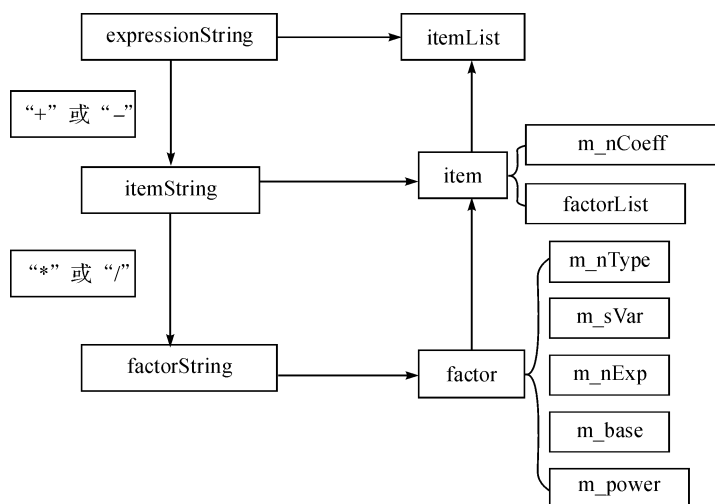 expressionString
itemList
“+”或“−”
m_nCoeff
itemString
item
factorList
“*”或“/”
m_nType
m_sVar
factorString
factor
m_nExp
m_base
m_power